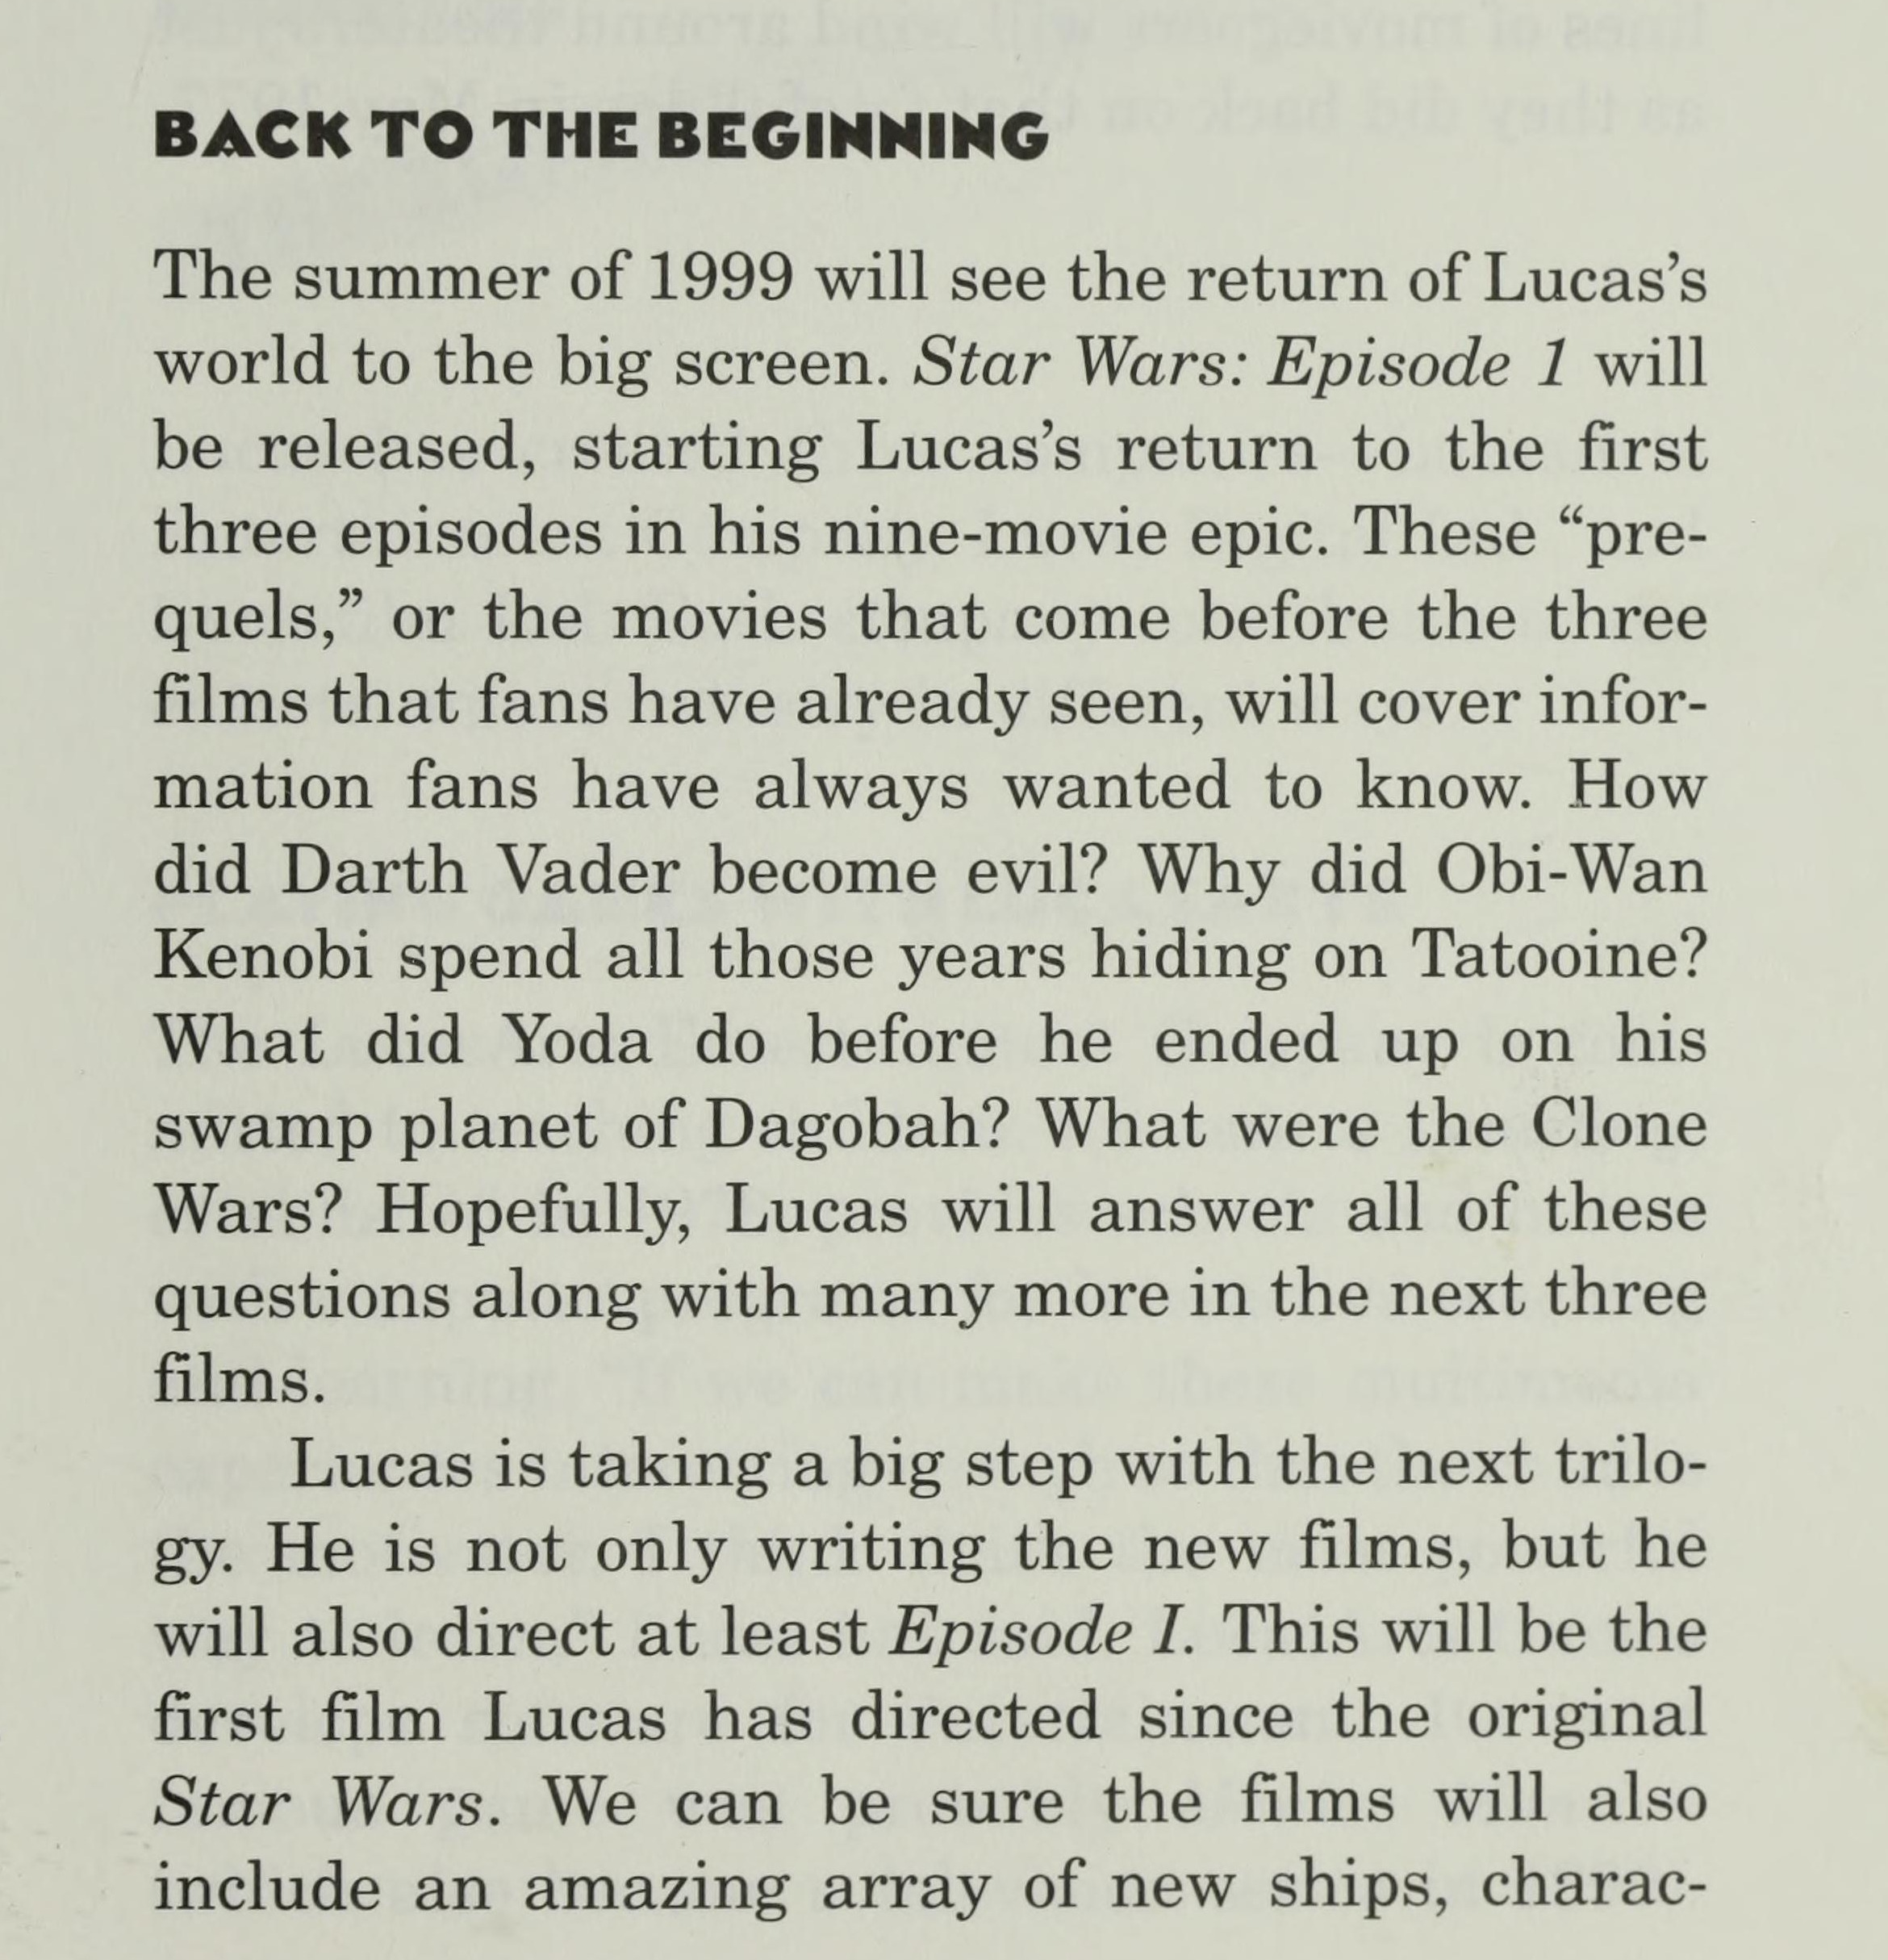 BACK TO THE BEGINNING
The summer of 1999 will see the return of Lucas's
world to the big screen. Star Wars: Episode 1 will
be released, starting Lucas's return to the first
three episodes in his nine-movie epic. These “pre-
quels,” or the movies that come before the three
films that fans have already seen, will cover infor-
mation fans have always wanted to know. How
did Darth Vader become evil? Why did Obi-Wan
Kenobi spend all those years hiding on Tatooine?
What did Yoda do before he ended up on his
swamp planet of Dagobah? What were the Clone
Wars? Hopefully, Lucas will answer all of these
questions along with many more in the next three
films.
Lucas is taking a big step with the next trilo-
gy. He is not only writing the new films, but he
will also direct at least Episode I. This will be the
first film Lucas has directed since the original
Star Wars. We can be sure the films will also
include an amazing array of new ships, charac-